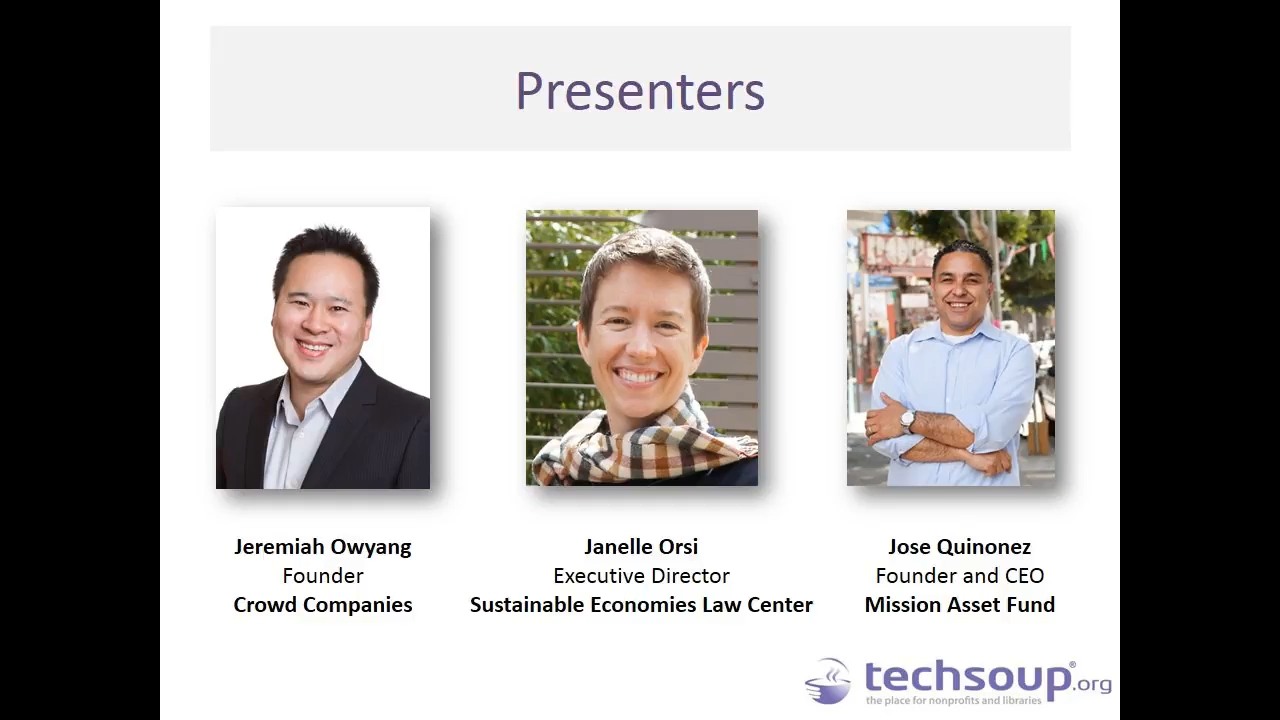 Presenters
Jeremiah Owyang
Founder
Crowd Companies
Janelle Orsi
Executive Director
Sustainable Economies Law Center
Jose Quinonez
Founder and CEO
Mission Asset Fund
techsoup®.org
the place for nonprofits and libraries